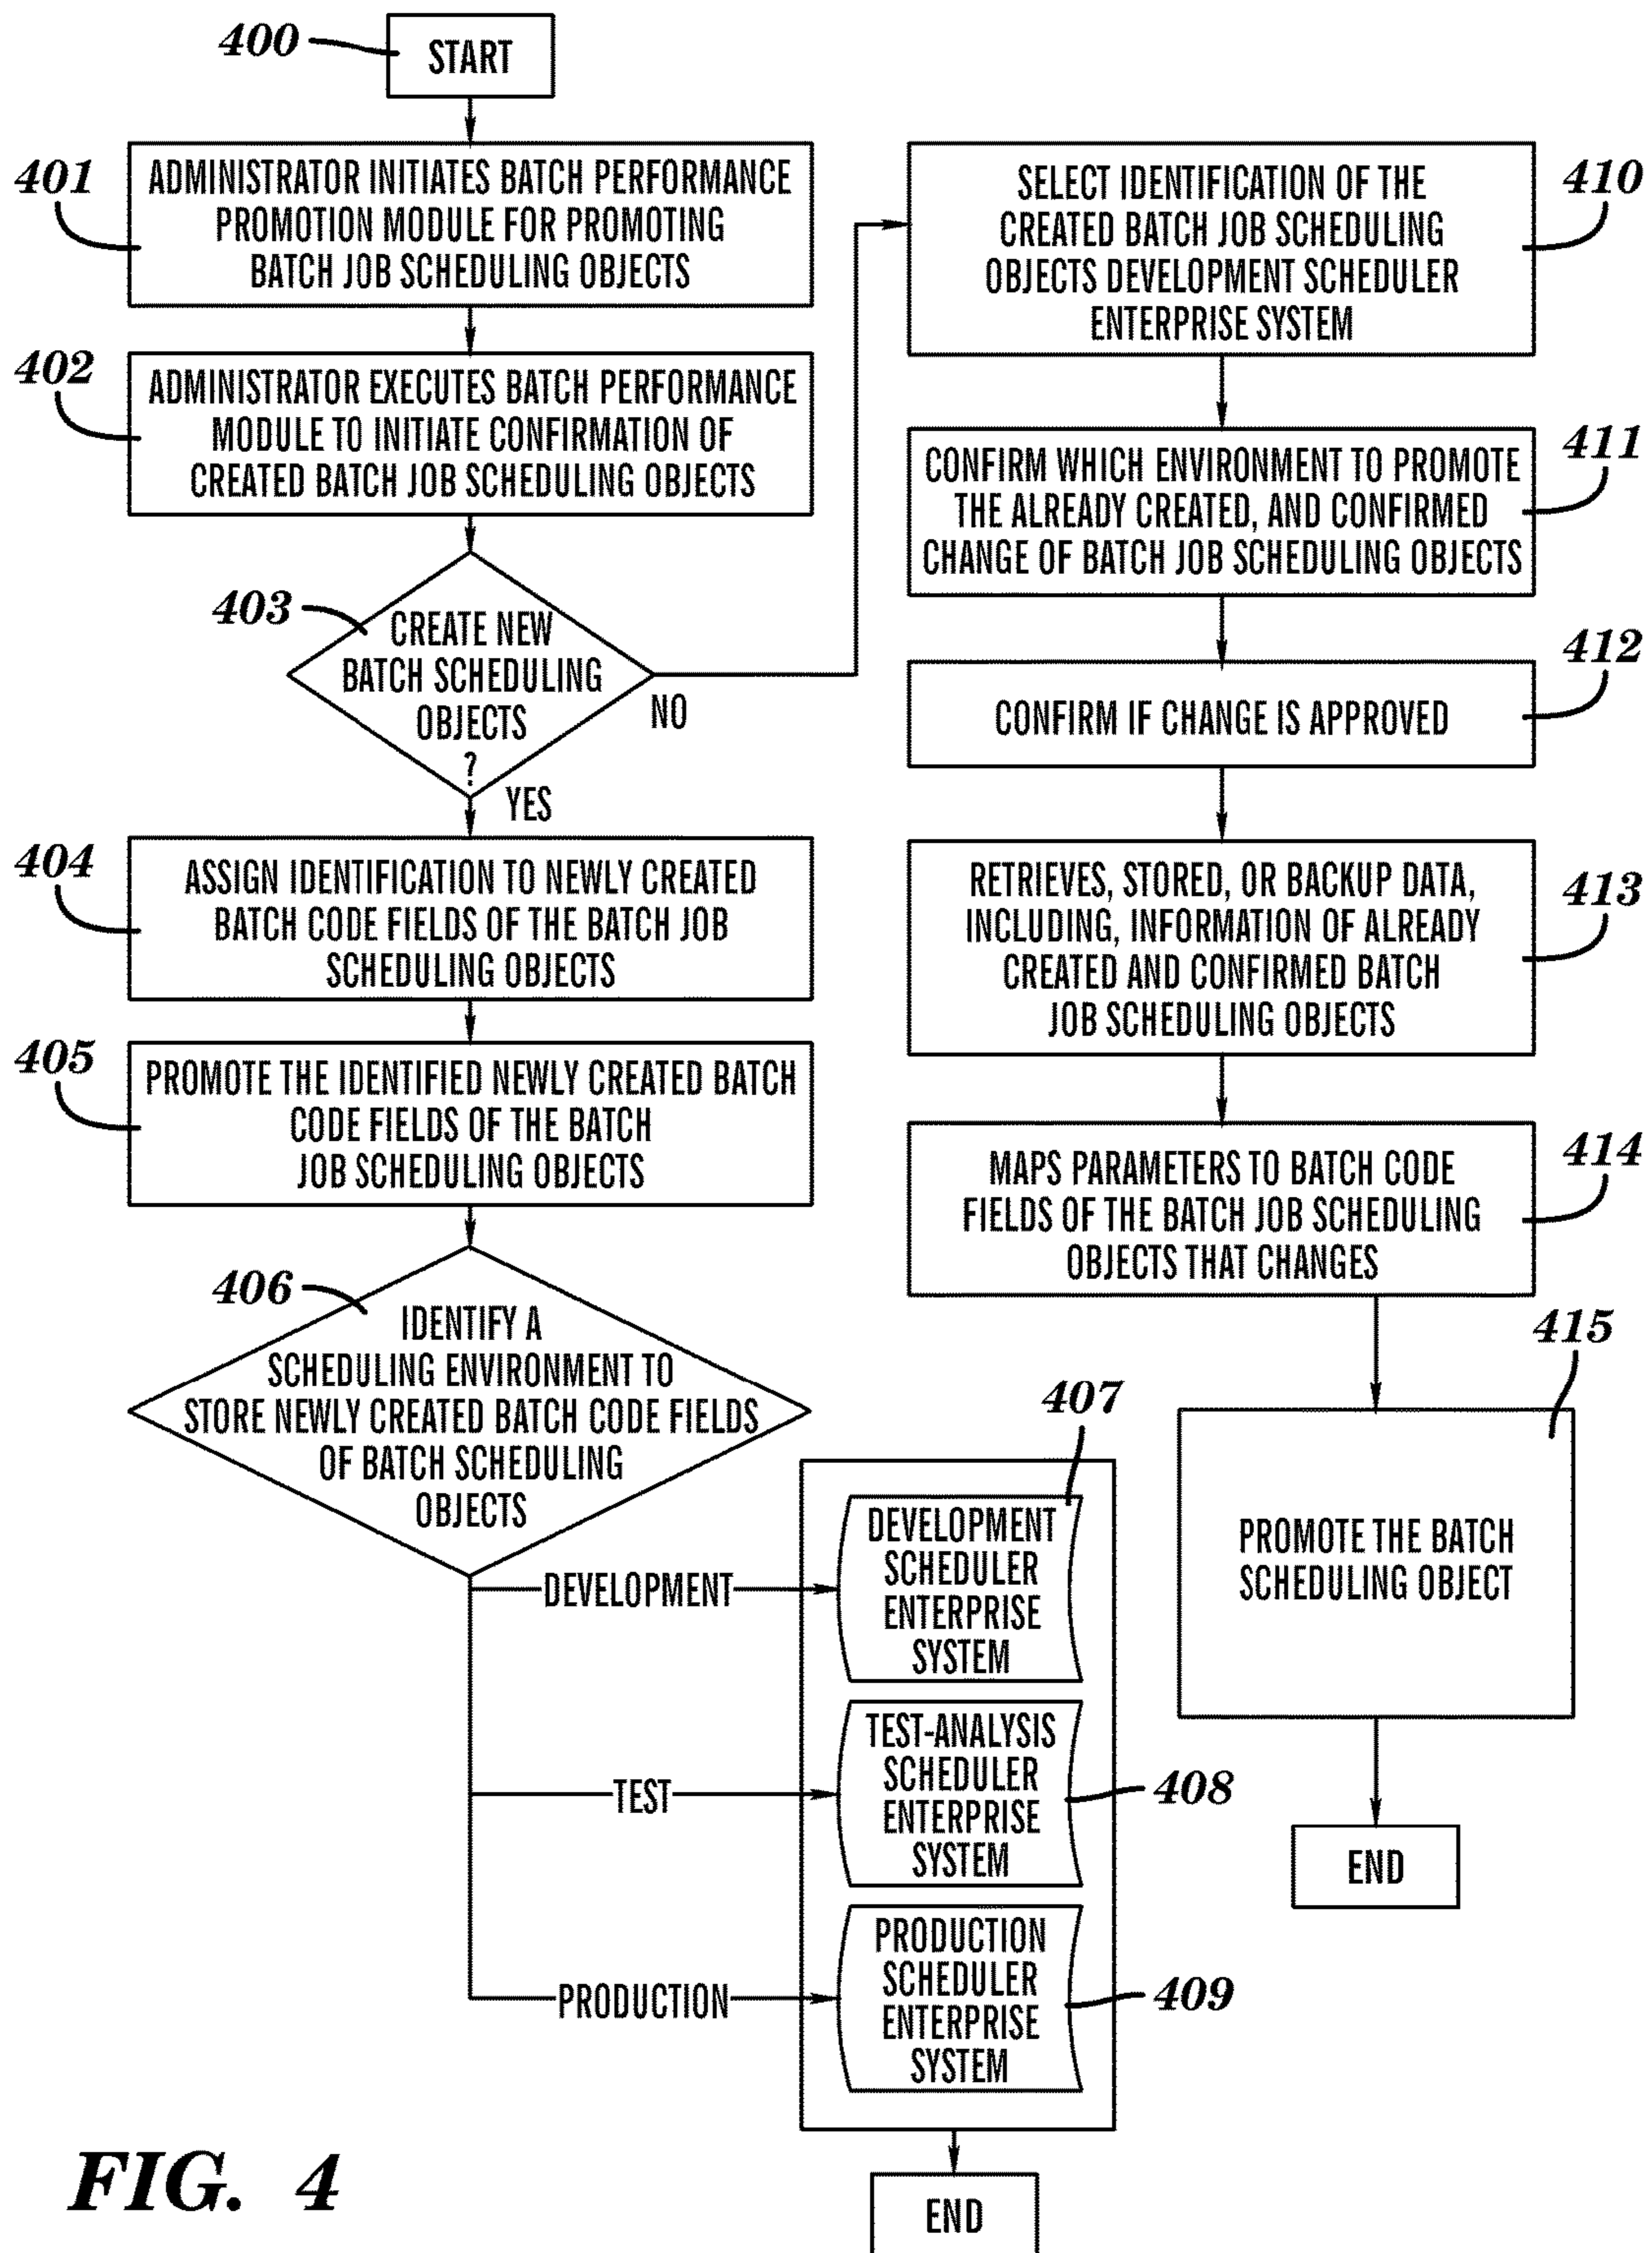 400
START
401
ADMINISTRATOR INITIATES BATCH PERFORMANCE
PROMOTION MODULE FOR PROMOTING
BATCH JOB SCHEDULING OBJECTS
402
ADMINISTRATOR EXECUTES BATCH PERFORMANCE
MODULE TO INITIATE CONFIRMATION OF
CREATED BATCH JOB SCHEDULING OBJECTS
403
CREATE NEW
BATCH SCHEDULING
OBJECTS
?
NO
YES
404
ASSIGN IDENTIFICATION TO NEWLY CREATED
BATCH CODE FIELDS OF THE BATCH JOB
SCHEDULING OBJECTS
405
PROMOTE THE IDENTIFIED NEWLY CREATED BATCH
CODE FIELDS OF THE BATCH
JOB SCHEDULING OBJECTS
406
IDENTIFY A
SCHEDULING ENVIRONMENT TO
STORE NEWLY CREATED BATCH CODE FIELDS
OF BATCH SCHEDULING
OBJECTS
DEVELOPMENT
TEST
PRODUCTION
407
DEVELOPMENT
SCHEDULER
ENTERPRISE
SYSTEM
TEST-ANALYSIS
SCHEDULER
ENTERPRISE
SYSTEM
408
PRODUCTION
SCHEDULER
ENTERPRISE
SYSTEM
409
END
SELECT IDENTIFICATION OF THE
CREATED BATCH JOB SCHEDULING
OBJECTS DEVELOPMENT SCHEDULER
ENTERPRISE SYSTEM
410
CONFIRM WHICH ENVIRONMENT TO PROMOTE
THE ALREADY CREATED, AND CONFIRMED
CHANGE OF BATCH JOB SCHEDULING OBJECTS
411
CONFIRM IF CHANGE IS APPROVED
412
RETRIEVES, STORED, OR BACKUP DATA,
INCLUDING, INFORMATION OF ALREADY
CREATED AND CONFIRMED BATCH
JOB SCHEDULING OBJECTS
413
MAPS PARAMETERS TO BATCH CODE
FIELDS OF THE BATCH JOB SCHEDULING
OBJECTS THAT CHANGES
414
415
PROMOTE THE BATCH
SCHEDULING OBJECT
END
FIG. 4